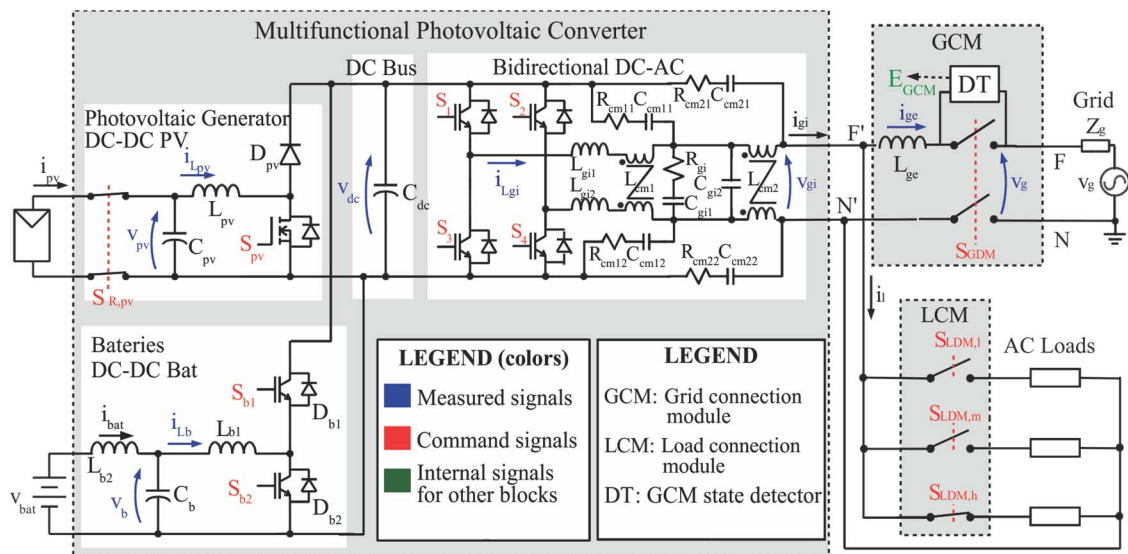 Multifunctional Photovoltaic Converter
GCM
DC Bus
Bidirectional DC-AC
E_GCM
DT
Grid
Z_g
Photovoltaic Generator
DC-DC PV
S_1
S_2
R_cm11 C_cm11
R_cm21 C_cm21
i_gi
F'
i_ge
F
i_pv
i_Lpv
D_pv
L_pv
v_dc
C_dc
i_Lgi
L_gi1
L_gi2
L_cm1
R_gi
C_gi2
C_gi1
L_cm2
v_gi
L_ge
v_g
v_g
N'
N
v_pv
C_pv
S_pv
S_3
S_4
R_cm12 C_cm12
R_cm22 C_cm22
S_GDM
S_R,pv
i_l
LCM
Bateries
DC-DC Bat
S_b1
D_b1
LEGEND (colors)
Measured signals
Command signals
Internal signals
for other blocks
LEGEND
GCM: Grid connection
module
LCM: Load connection
module
DT: GCM state detector
S_LDM,l
AC Loads
S_LDM,m
S_LDM,h
i_bat
i_Lb
L_b1
L_b2
v_bat
v_b
C_b
S_b2
D_b2